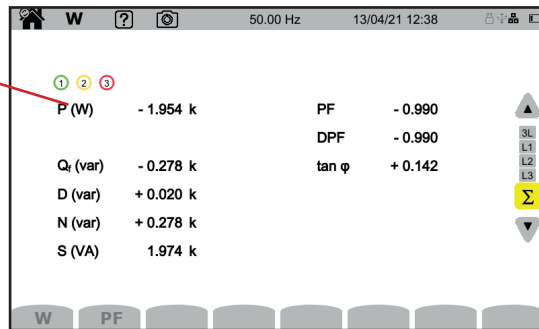 W ? 50.00 Hz 13/04/21 12:38
1 2 3
P (W) - 1.954 k PF - 0.990
DPF - 0.990
Qf (var) - 0.278 k tan φ + 0.142
D (var) + 0.020 k
N (var) + 0.278 k
S (VA) 1.974 k
3L
L1
L2
L3
Σ
W PF